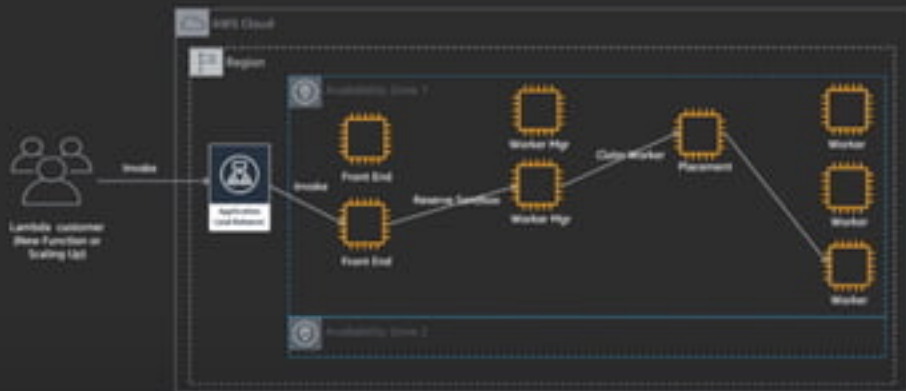 AWS Cloud
Region
Availability Zone 1
Invoke
Lambda customer
(New Function or
Scaling Up)
Application
Load Balancer
Invoke
Front End
Front End
Reserve Sandbox
Worker Mgr
Worker Mgr
Claim Worker
Placement
Worker
Worker
Worker
Availability Zone 2